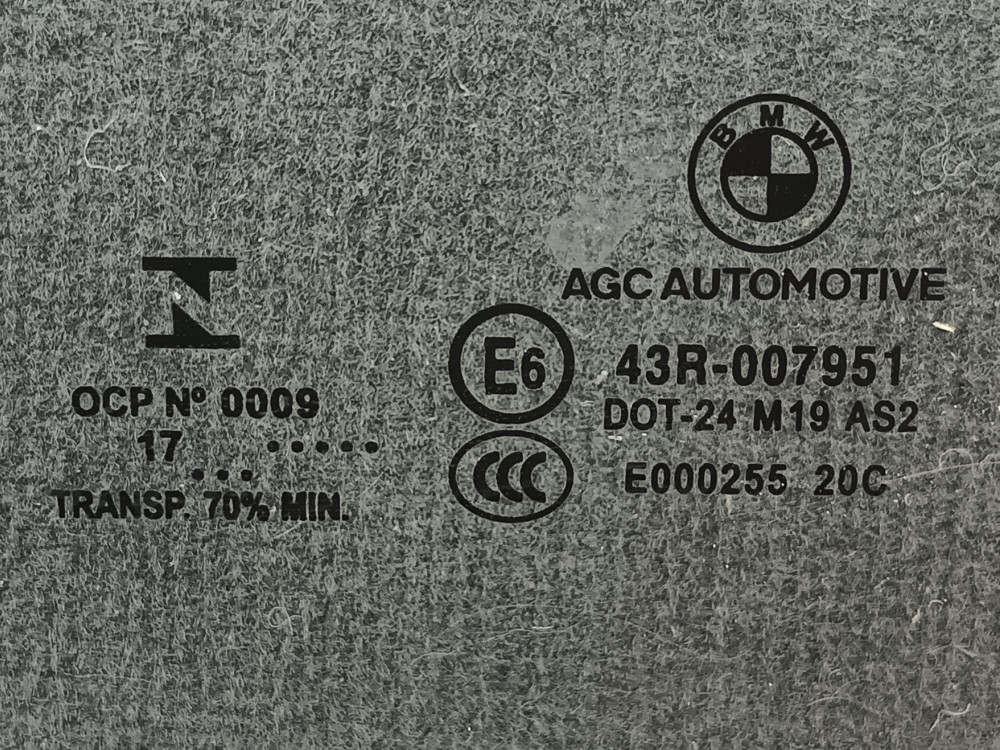 BMW
AGC AUTOMOTIVE
OCP Nº 0009
17 .....
...
TRANSP. 70% MIN.
E6
43R-007951
DOT-24 M19 AS2
CCC
E000255 20C